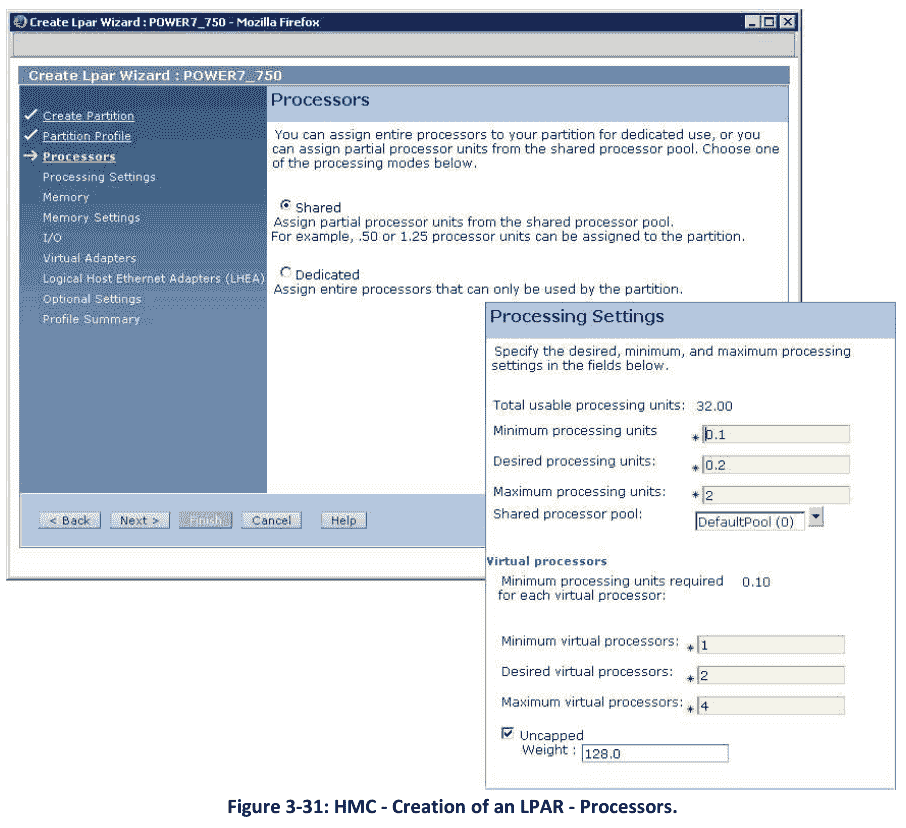 Create Lpar Wizard : POWER7_750 - Mozilla Firefox
Create Lpar Wizard : POWER7_750
Create Partition
Partition Profile
Processors
Processing Settings
Memory
Memory Settings
I/O
Virtual Adapters
Logical Host Ethernet Adapters (LHEA)
Optional Settings
Profile Summary
Processors
You can assign entire processors to your partition for dedicated use, or you
can assign partial processor units from the shared processor pool. Choose one
of the processing modes below.
Shared
Assign partial processor units from the shared processor pool.
For example, .50 or 1.25 processor units can be assigned to the partition.
Dedicated
Assign entire processors that can only be used by the partition.
< Back Next > Finish Cancel Help
Processing Settings
Specify the desired, minimum, and maximum processing
settings in the fields below.
Total usable processing units: 32.00
Minimum processing units * 0.1
Desired processing units: * 0.2
Maximum processing units: * 2
Shared processor pool: DefaultPool (0)
Virtual processors
Minimum processing units required 0.10
for each virtual processor:
Minimum virtual processors: * 1
Desired virtual processors: * 2
Maximum virtual processors: * 4
Uncapped
Weight : 128.0
Figure 3-31: HMC - Creation of an LPAR - Processors.